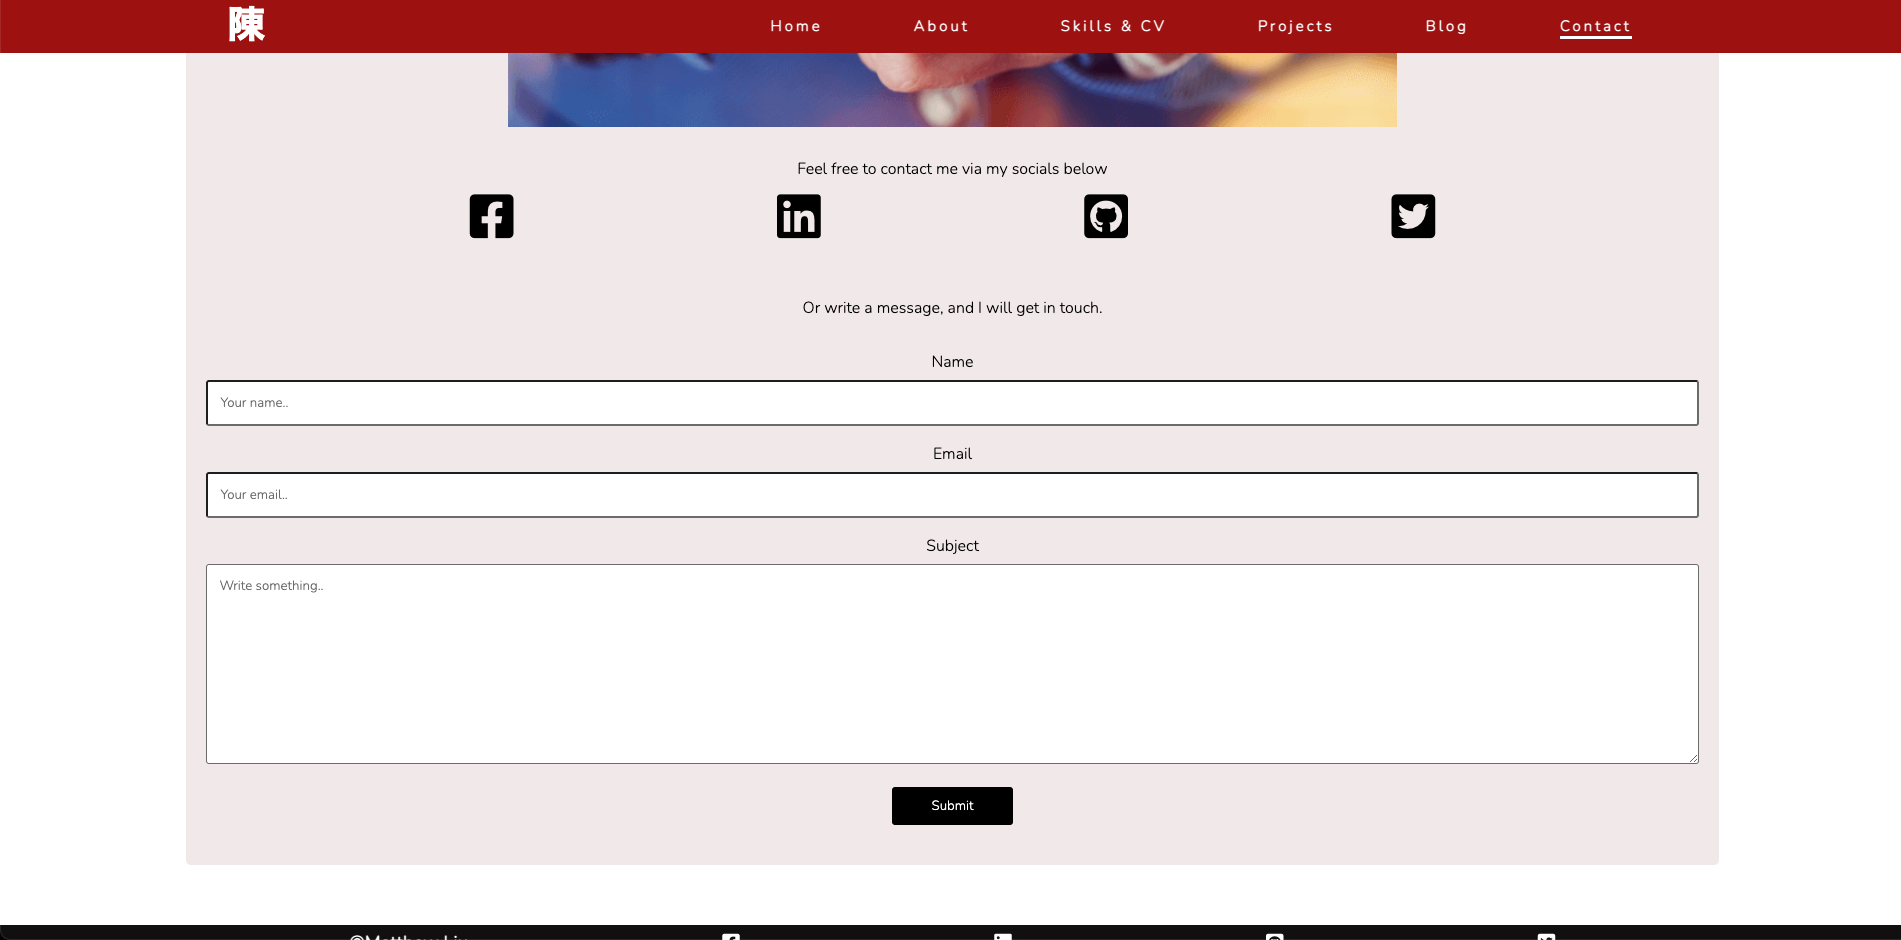 陳
Home About Skills & CV Projects Blog Contact
Feel free to contact me via my socials below
Or write a message, and I will get in touch.
Name
Your name..
Email
Your email..
Subject
Write something..
Submit